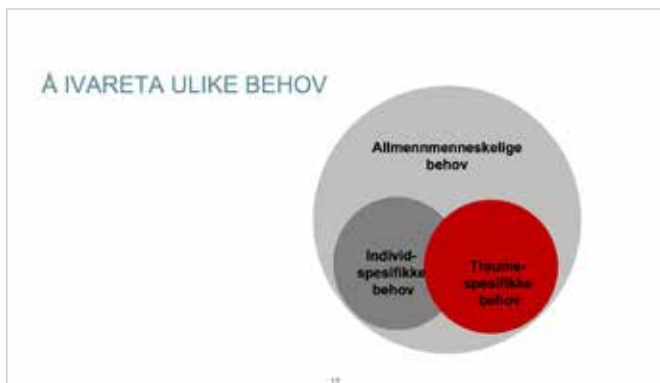 Å IVARETA ULIKE BEHOV
Allmennmenneskelige
behov
Individ-
spesifikke
behov
Traume-
spesifikke
behov